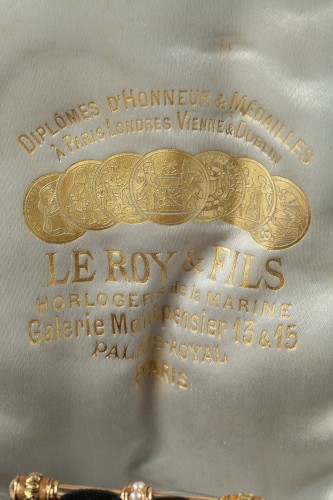 DIPLÔMES D'HONNEUR & MÉDAILLES
À PARIS LONDRES VIENNE & DUBLIN
LE ROY & FILS
HORLOGERS de la MARINE
Galerie Montpensier 13 & 15
PALAIS-ROYAL
PARIS.